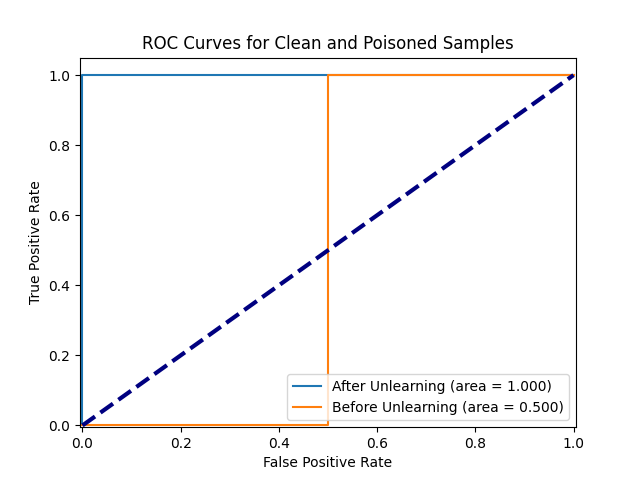 ROC Curves for Clean and Poisoned Samples
True Positive Rate
1.0
0.8
0.6
0.4
0.2
0.0
After Unlearning (area = 1.000)
Before Unlearning (area = 0.500)
0.0 0.2 0.4 0.6 0.8 1.0
False Positive Rate